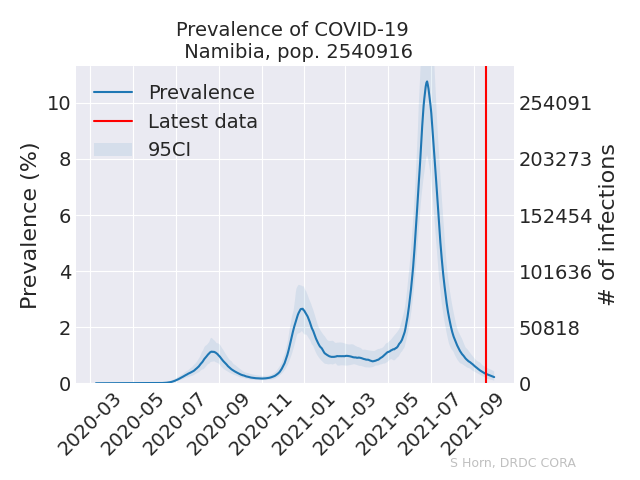 Prevalence of COVID-19
Namibia, pop. 2540916
Prevalence
Latest data
95CI
Prevalence (%)
10
8
6
4
2
0
254091
203273
152454
101636
50818
0
# of infections
2020-03
2020-05
2020-07
2020-09
2020-11
2021-01
2021-03
2021-05
2021-07
2021-09
S Horn, DRDC CORA